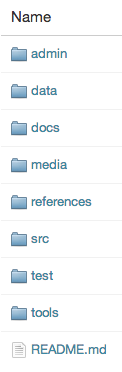 Name
admin
data
docs
media
references
src
test
tools
README.md